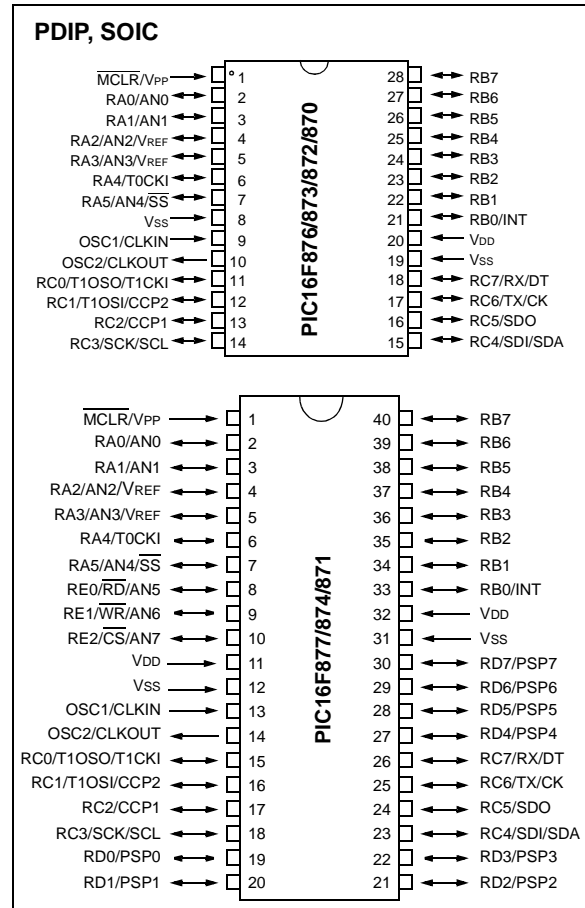 PDIP, SOIC
MCLR/VPP 1 28 RB7
RA0/AN0 2 27 RB6
RA1/AN1 3 26 RB5
RA2/AN2/VREF 4 25 RB4
RA3/AN3/VREF 5 24 RB3
RA4/T0CKI 6 23 RB2
RA5/AN4/SS 7 22 RB1
VSS 8 21 RB0/INT
OSC1/CLKIN 9 20 VDD
OSC2/CLKOUT 10 19 VSS
RC0/T1OSO/T1CKI 11 18 RC7/RX/DT
RC1/T1OSI/CCP2 12 17 RC6/TX/CK
RC2/CCP1 13 16 RC5/SDO
RC3/SCK/SCL 14 15 RC4/SDI/SDA
PIC16F876/873/872/870
MCLR/VPP 1 40 RB7
RA0/AN0 2 39 RB6
RA1/AN1 3 38 RB5
RA2/AN2/VREF 4 37 RB4
RA3/AN3/VREF 5 36 RB3
RA4/T0CKI 6 35 RB2
RA5/AN4/SS 7 34 RB1
RE0/RD/AN5 8 33 RB0/INT
RE1/WR/AN6 9 32 VDD
RE2/CS/AN7 10 31 VSS
VDD 11 30 RD7/PSP7
VSS 12 29 RD6/PSP6
OSC1/CLKIN 13 28 RD5/PSP5
OSC2/CLKOUT 14 27 RD4/PSP4
RC0/T1OSO/T1CKI 15 26 RC7/RX/DT
RC1/T1OSI/CCP2 16 25 RC6/TX/CK
RC2/CCP1 17 24 RC5/SDO
RC3/SCK/SCL 18 23 RC4/SDI/SDA
RD0/PSP0 19 22 RD3/PSP3
RD1/PSP1 20 21 RD2/PSP2
PIC16F877/874/871